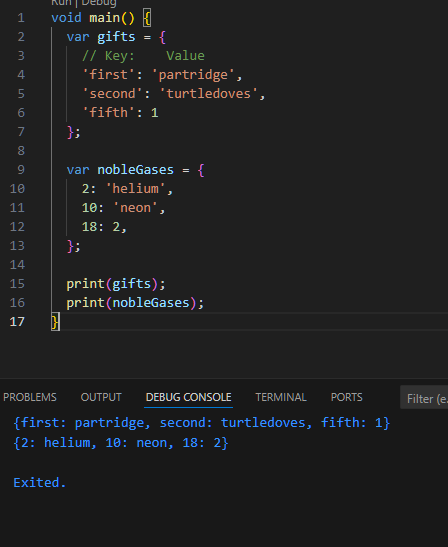 Run | Debug
1 void main() {
2   var gifts = {
3     // Key:    Value
4     'first': 'partridge',
5     'second': 'turtledoves',
6     'fifth': 1
7   };
8
9   var nobleGases = {
10     2: 'helium',
11     10: 'neon',
12     18: 2,
13   };
14
15   print(gifts);
16   print(nobleGases);
17 }
PROBLEMS OUTPUT DEBUG CONSOLE TERMINAL PORTS Filter (e.
{first: partridge, second: turtledoves, fifth: 1}
{2: helium, 10: neon, 18: 2}
Exited.